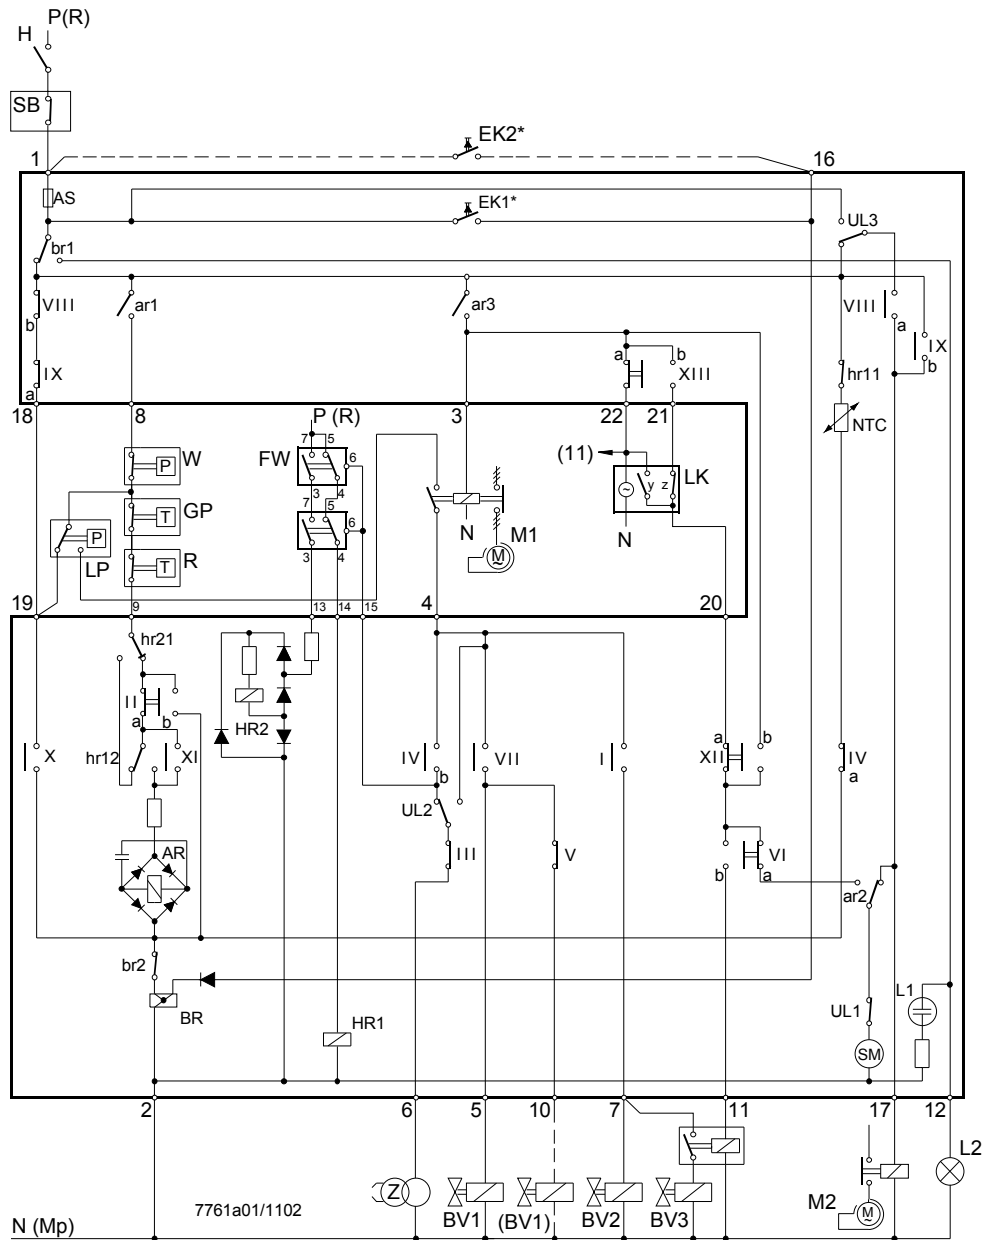 P(R)
H
SB
EK2*
1
16
AS
EK1*
UL3
br1
VIII
ar1
ar3
VIII
b
a
b
a
IX
IX
XIII
hr11
b
a
18
8
P (R)
3
22
21
NTC
7
5
W
FW
6
(11)
P
LK
3
4
y
z
GP
7
5
~
T
6
P
N
N
M1
LP
R
3
4
M
~
T
19
9
13
14
15
4
20
hr21
II
a
b
HR2
a
b
X
hr12
XI
IV
VII
I
XII
IV
b
a
UL2
AR
III
V
VI
b
a
ar2
br2
L1
BR
HR1
UL1
SM
2
6
5
10
7
11
17
12
L2
Z
M2
M
~
7761a01/1102
BV1
(BV1)
BV2
BV3
N (Mp)